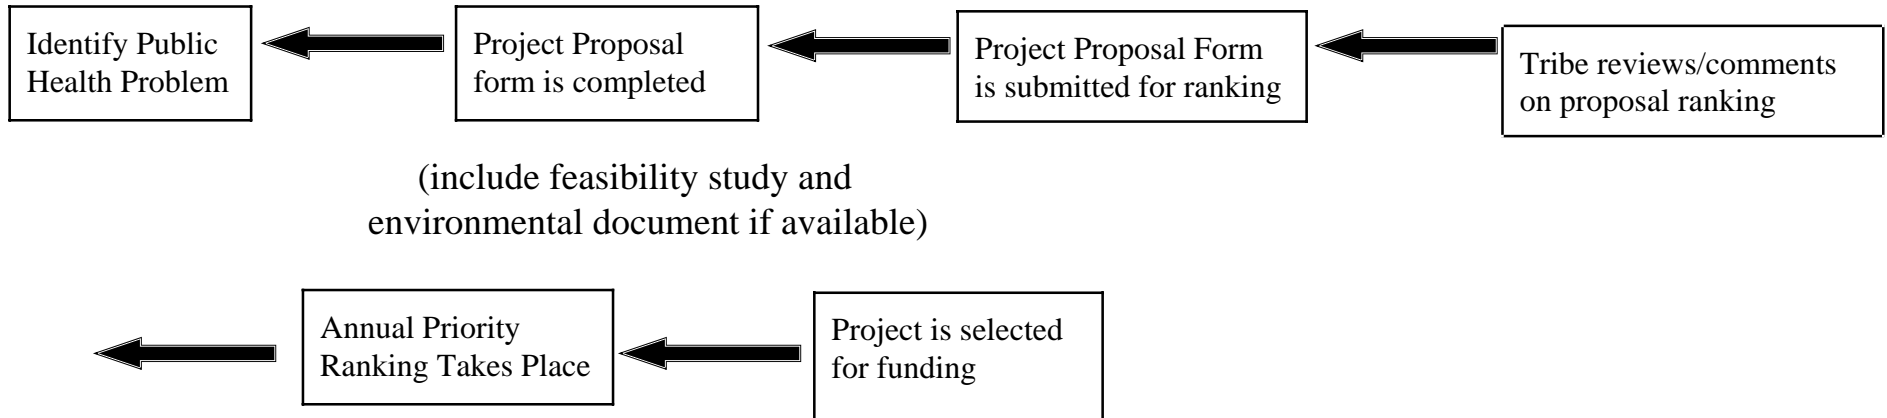 Identify Public
Health Problem
Project Proposal
form is completed
Project Proposal Form
is submitted for ranking
Tribe reviews/comments
on proposal ranking
(include feasibility study and
environmental document if available)
Annual Priority
Ranking Takes Place
Project is selected
for funding